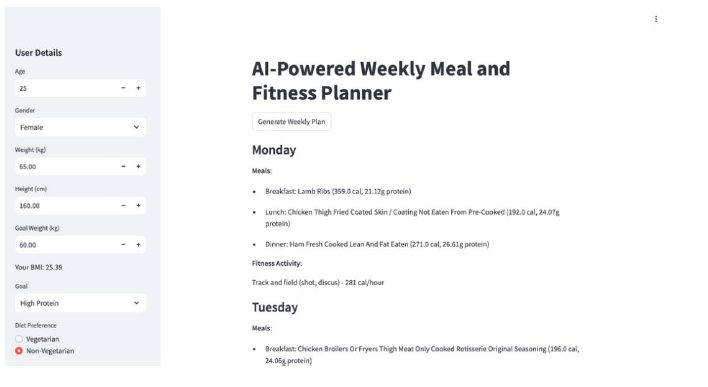 User Details
Age
25
− +
Gender
Female
Weight (kg)
65.00
− +
Height (cm)
160.00
− +
Goal Weight (kg)
60.00
− +
Your BMI: 25.39
Goal
High Protein
Diet Preference
Vegetarian
Non-Vegetarian
AI-Powered Weekly Meal and
Fitness Planner
Generate Weekly Plan
Monday
Meals:
• Breakfast: Lamb Ribs (359.0 cal, 21.12g protein)
• Lunch: Chicken Thigh Fried Coated Skin / Coating Not Eaten From Pre-Cooked (192.0 cal, 24.07g
protein)
• Dinner: Ham Fresh Cooked Lean And Fat Eaten (271.0 cal, 26.61g protein)
Fitness Activity:
Track and field (shot, discus) - 281 cal/hour
Tuesday
Meals:
• Breakfast: Chicken Broilers Or Fryers Thigh Meat Only Cooked Rotisserie Original Seasoning (196.0 cal,
24.06g protein)